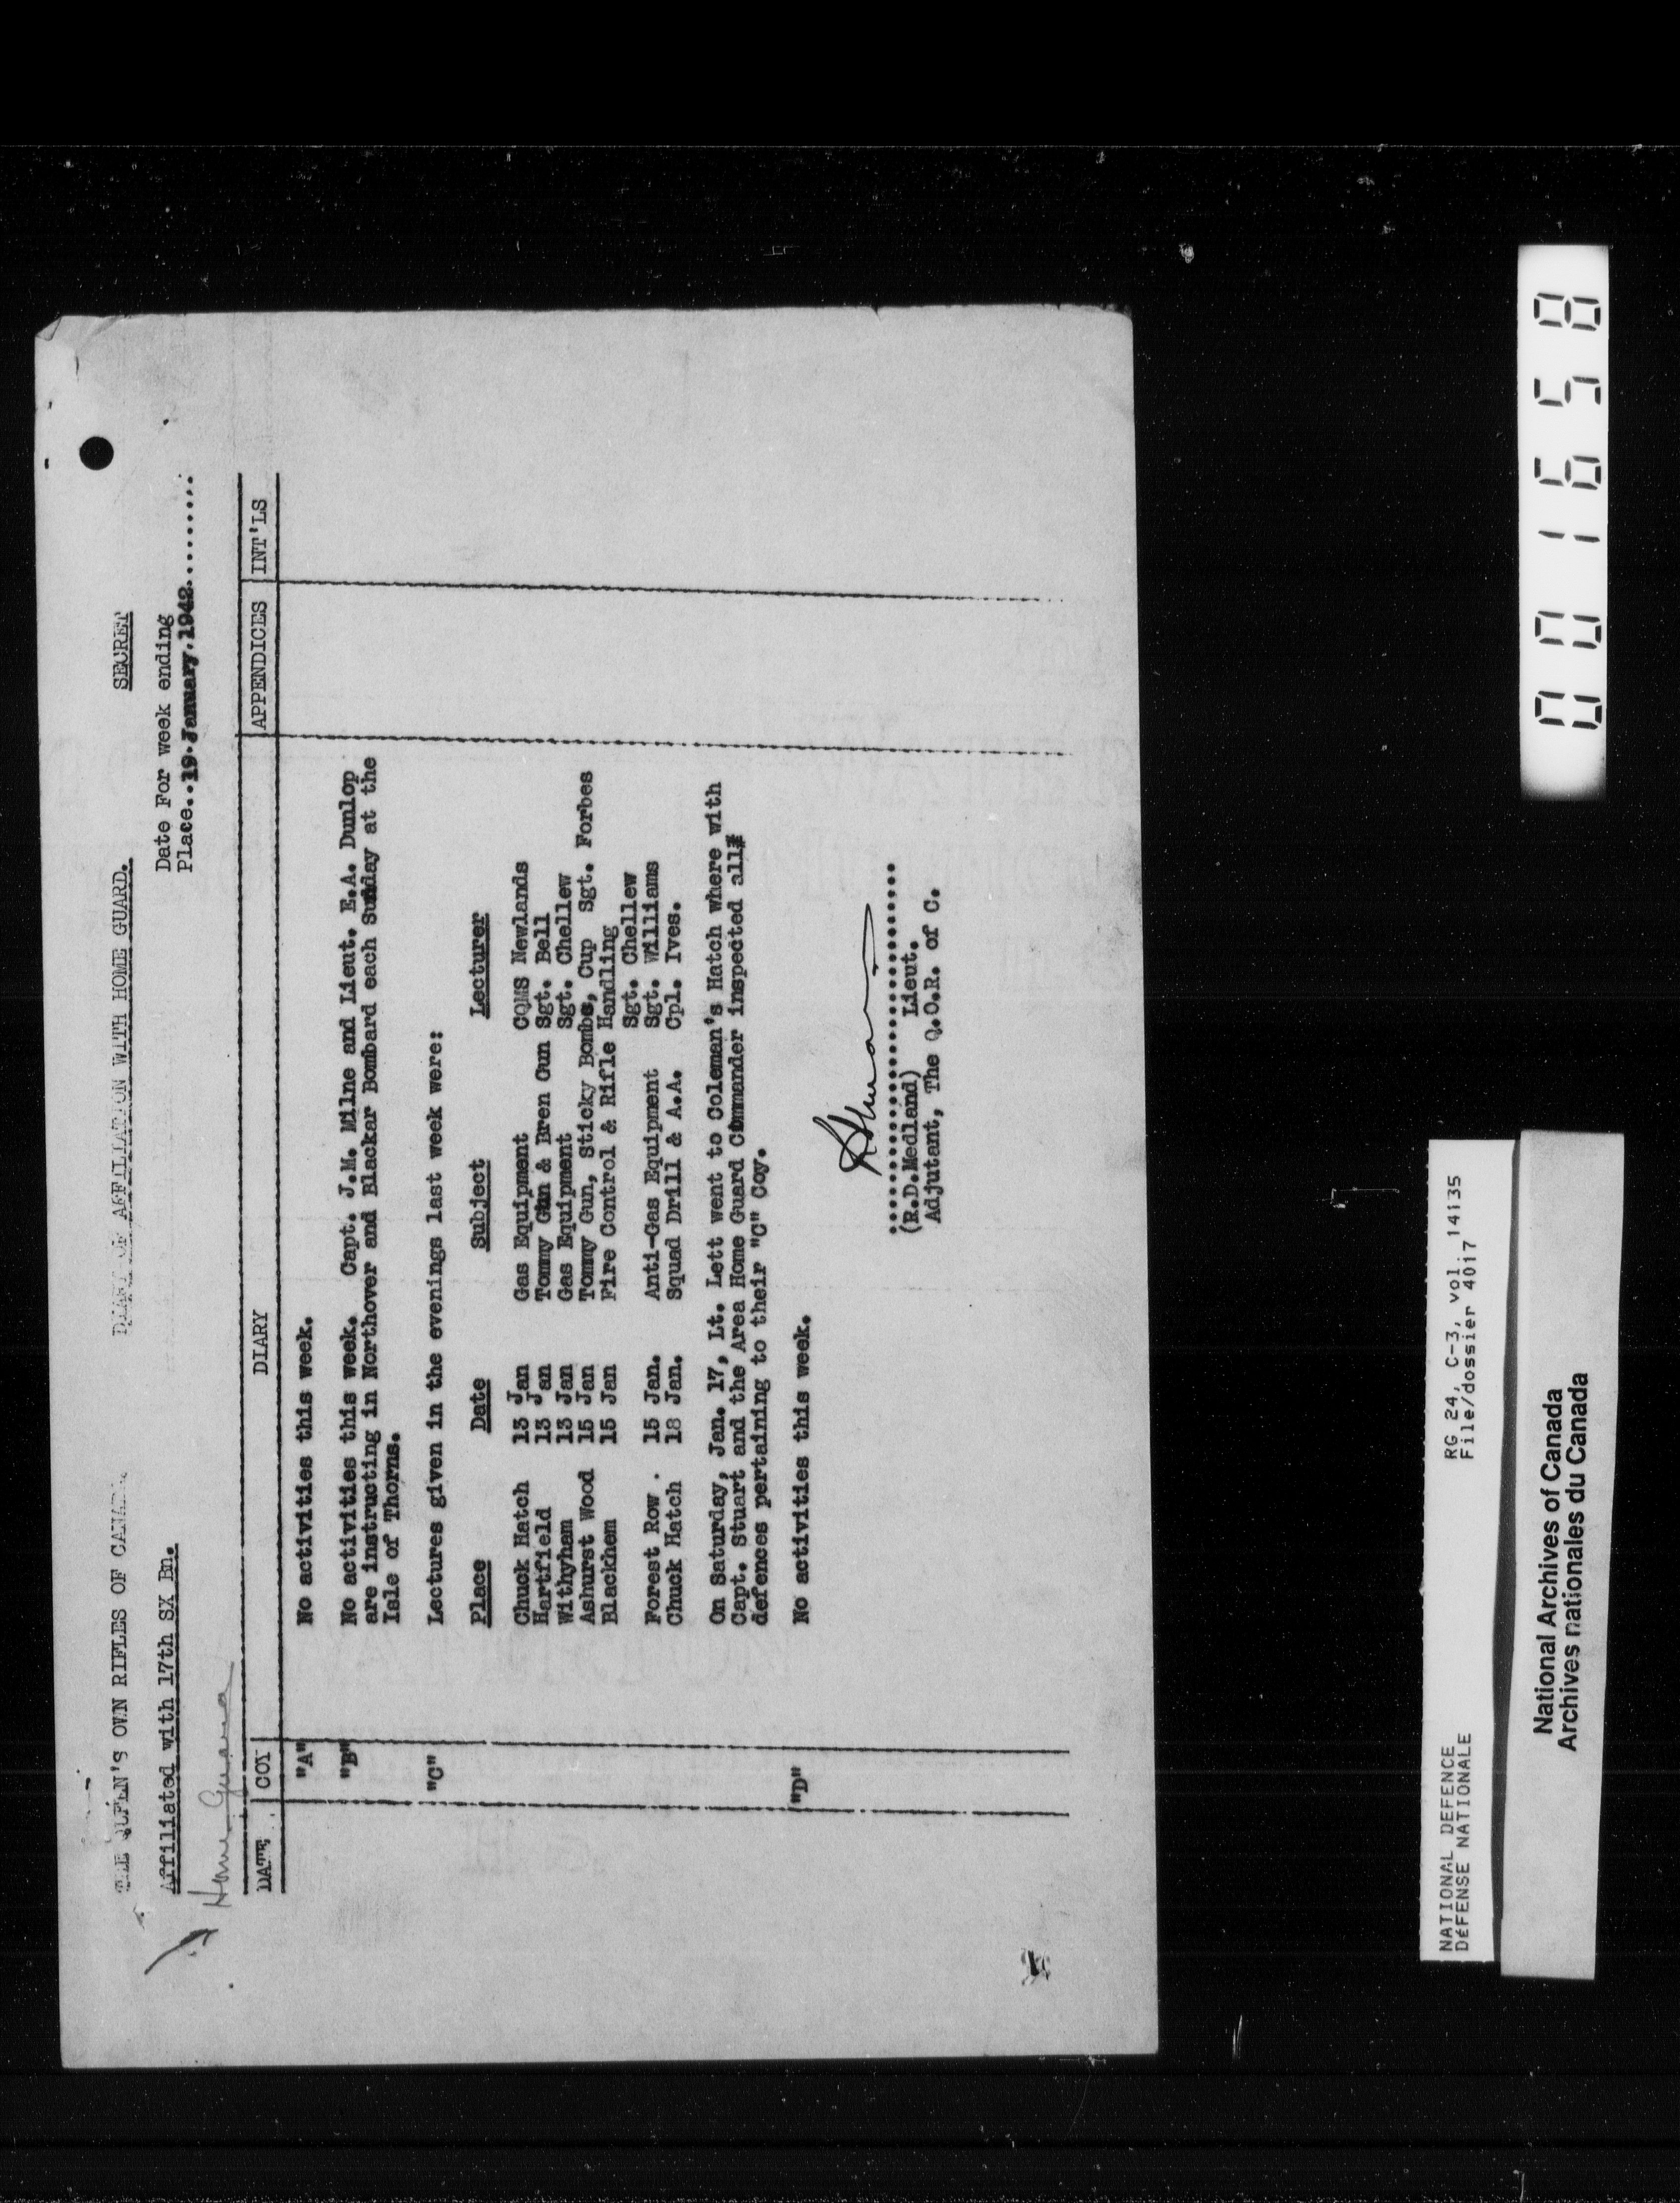 THE QUEEN'S OWN RIFLES OF CANADA DIARY OF AFFILIATION WITH HOME GUARD. SECRET
Affiliated with 17th SX Bn. Date For week ending
Place..19.January.1942..........
Home Guard
DATE COY DIARY APPENDICES INT'LS
"A" No activities this week.
"B" No activities this week. Capt. J.M. Milne and Lieut. E.A. Dunlop
are instructing in Northover and Blackar Bombard each Sunday at the
Isle of Thorns.
"C" Lectures given in the evenings last week were:
Place Date Subject Lecturer
Chuck Hatch 13 Jan Gas Equipment CQMS Newlands
Hartfield 13 Jan Tommy Gun & Bren Gun Sgt. Bell
Withyham 13 Jan Gas Equipment Sgt. Chellew
Ashurst Wood 15 Jan Tommy Gun, Sticky Bombs, Cup Sgt. Forbes
Blackhem 15 Jan Fire Control & Rifle Handling
Sgt. Chellew
Forest Row . 15 Jan. Anti-Gas Equipment Sgt. Williams
Chuck Hatch 18 Jan. Squad Drill & A.A. Cpl. Ives.
On Saturday, Jan. 17, Lt. Lett went to Coleman's Hatch where with
Capt. Stuart and the Area Home Guard Commander inspected all
defences pertaining to their "C" Coy.
"D" No activities this week.
(R.D.Medland) Lieut.
Adjutant, The Q.O.R. of C.
NATIONAL DEFENCE RG 24, C-3, vol. 14135
DÉFENSE NATIONALE File/dossier 4017
National Archives of Canada
Archives nationales du Canada
001658